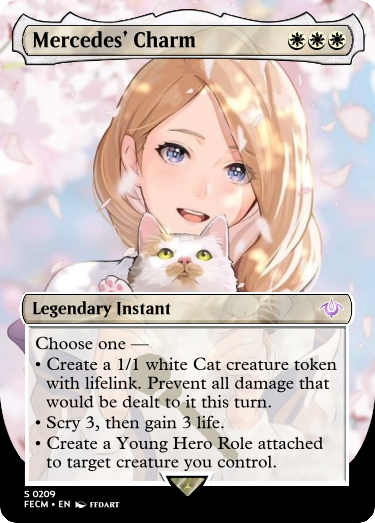 Mercedes' Charm
Legendary Instant
Choose one —
• Create a 1/1 white Cat creature token
with lifelink. Prevent all damage that
would be dealt to it this turn.
• Scry 3, then gain 3 life.
• Create a Young Hero Role attached
to target creature you control.
S 0209
FECM • EN FFDART